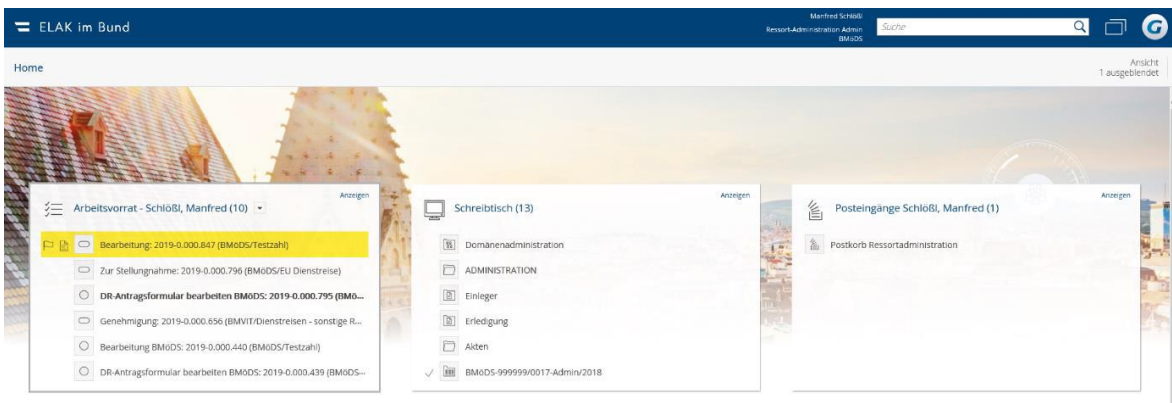 ELAK im Bund
Manfred Schlößl
Ressort-Administration Admin
BMöDS
Suche
Home
Ansicht
1 ausgeblendet
Anzeigen
Arbeitsvorrat - Schlößl, Manfred (10)
Bearbeitung: 2019-0.000.847 (BMöDS/Testzahl)
Zur Stellungnahme: 2019-0.000.796 (BMöDS/EU Dienstreise)
DR-Antragsformular bearbeiten BMöDS: 2019-0.000.795 (BMö...
Genehmigung: 2019-0.000.656 (BMVIT/Dienstreisen - sonstige R...
Bearbeitung BMöDS: 2019-0.000.440 (BMöDS/Testzahl)
DR-Antragsformular bearbeiten BMöDS: 2019-0.000.439 (BMöDS...
Anzeigen
Schreibtisch (13)
Domänenadministration
ADMINISTRATION
Einleger
Erledigung
Akten
BMöDS-999999/0017-Admin/2018
Anzeigen
Posteingänge Schlößl, Manfred (1)
Postkorb Ressortadministration